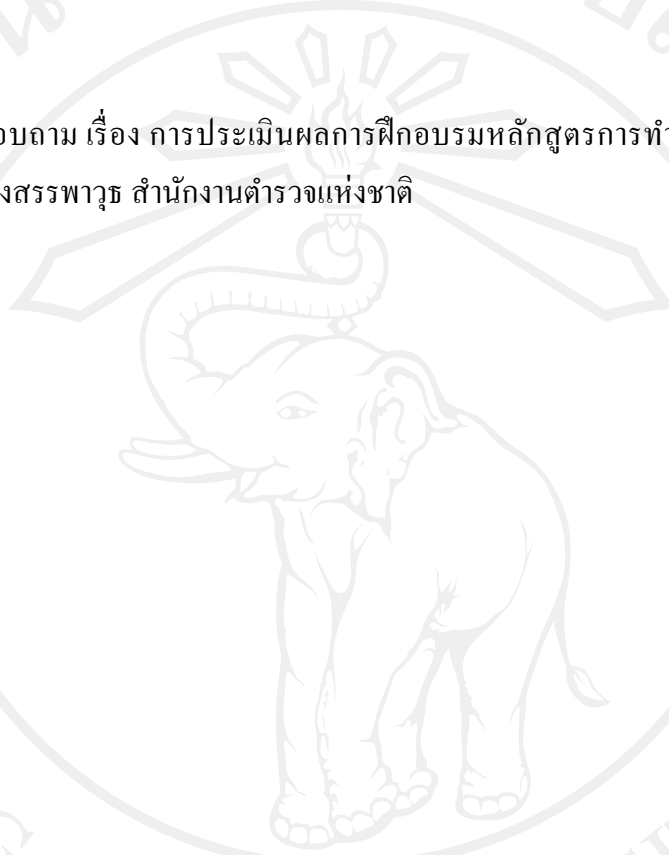 อบถาม เรื่อง การประเมินผลการฝึกอบรมหลักสูตรการทำ
งสรรพาวุธ สำนักงานตำรวจแห่งชาติ